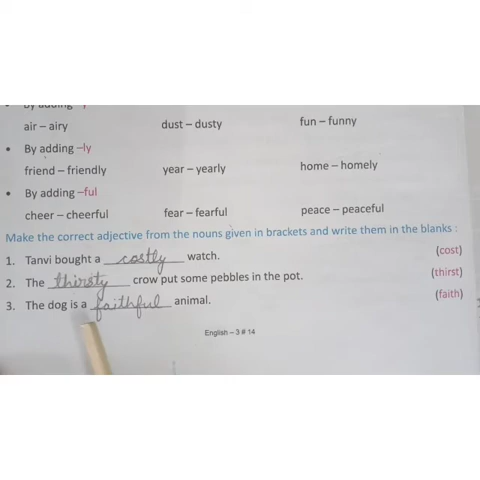 • By adding –y
air – airy dust – dusty fun – funny
• By adding –ly
friend – friendly year – yearly home – homely
• By adding –ful
cheer – cheerful fear – fearful peace – peaceful
Make the correct adjective from the nouns given in brackets and write them in the blanks :
1. Tanvi bought a costly watch. (cost)
2. The thirsty crow put some pebbles in the pot. (thirst)
3. The dog is a faithful animal. (faith)
English – 3 # 14